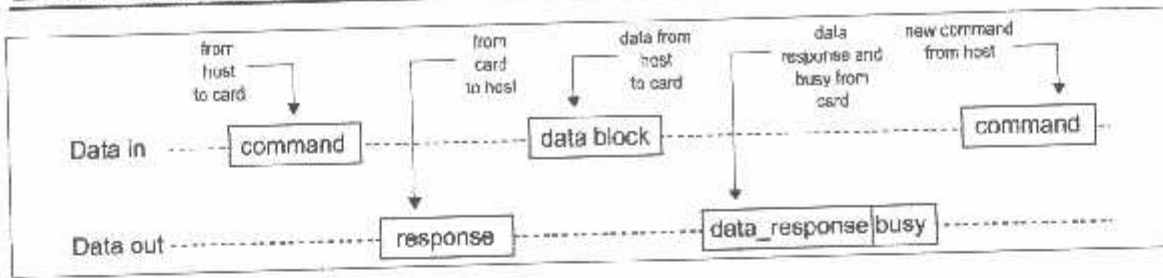 from
host
to card
from
card
to host
data from
host
to card
data
response and
busy from
card
new command
from host
Data in
command
data block
command
Data out
response
data_response
busy